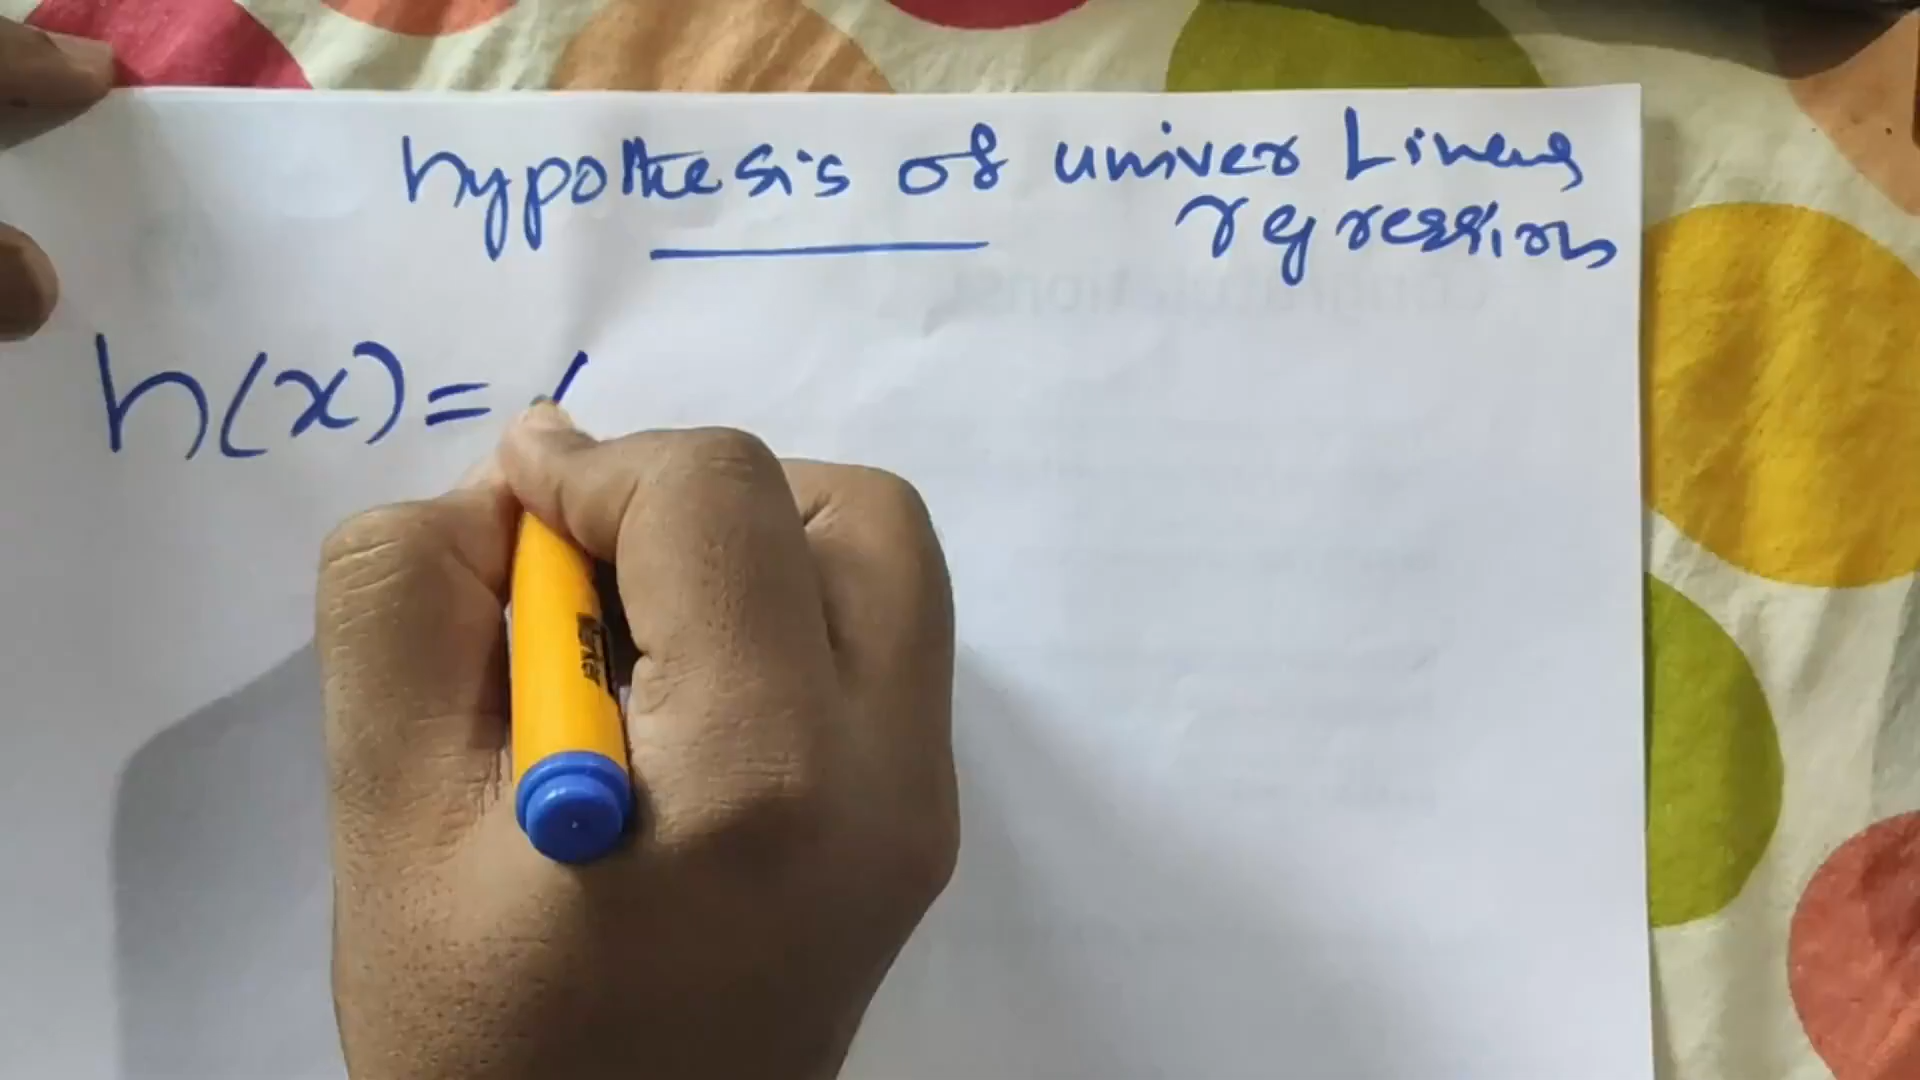 hypothesis of univer Linear
regression
h(x) =